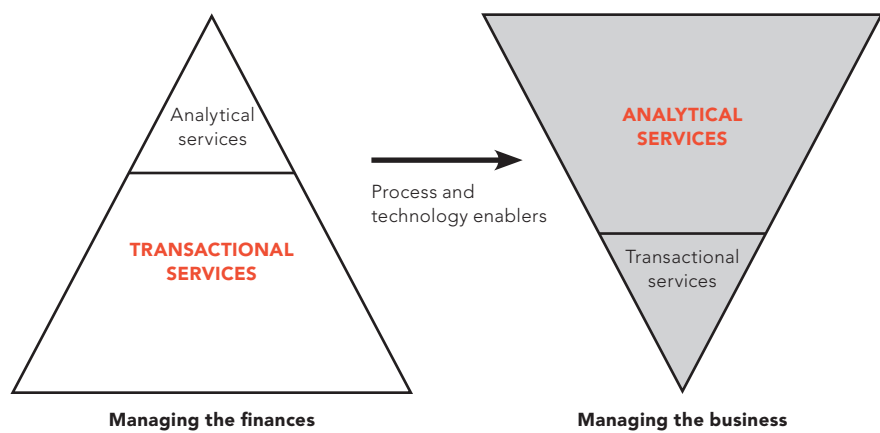 Analytical
services
TRANSACTIONAL
SERVICES
Managing the finances
Process and
technology enablers
ANALYTICAL
SERVICES
Transactional
services
Managing the business